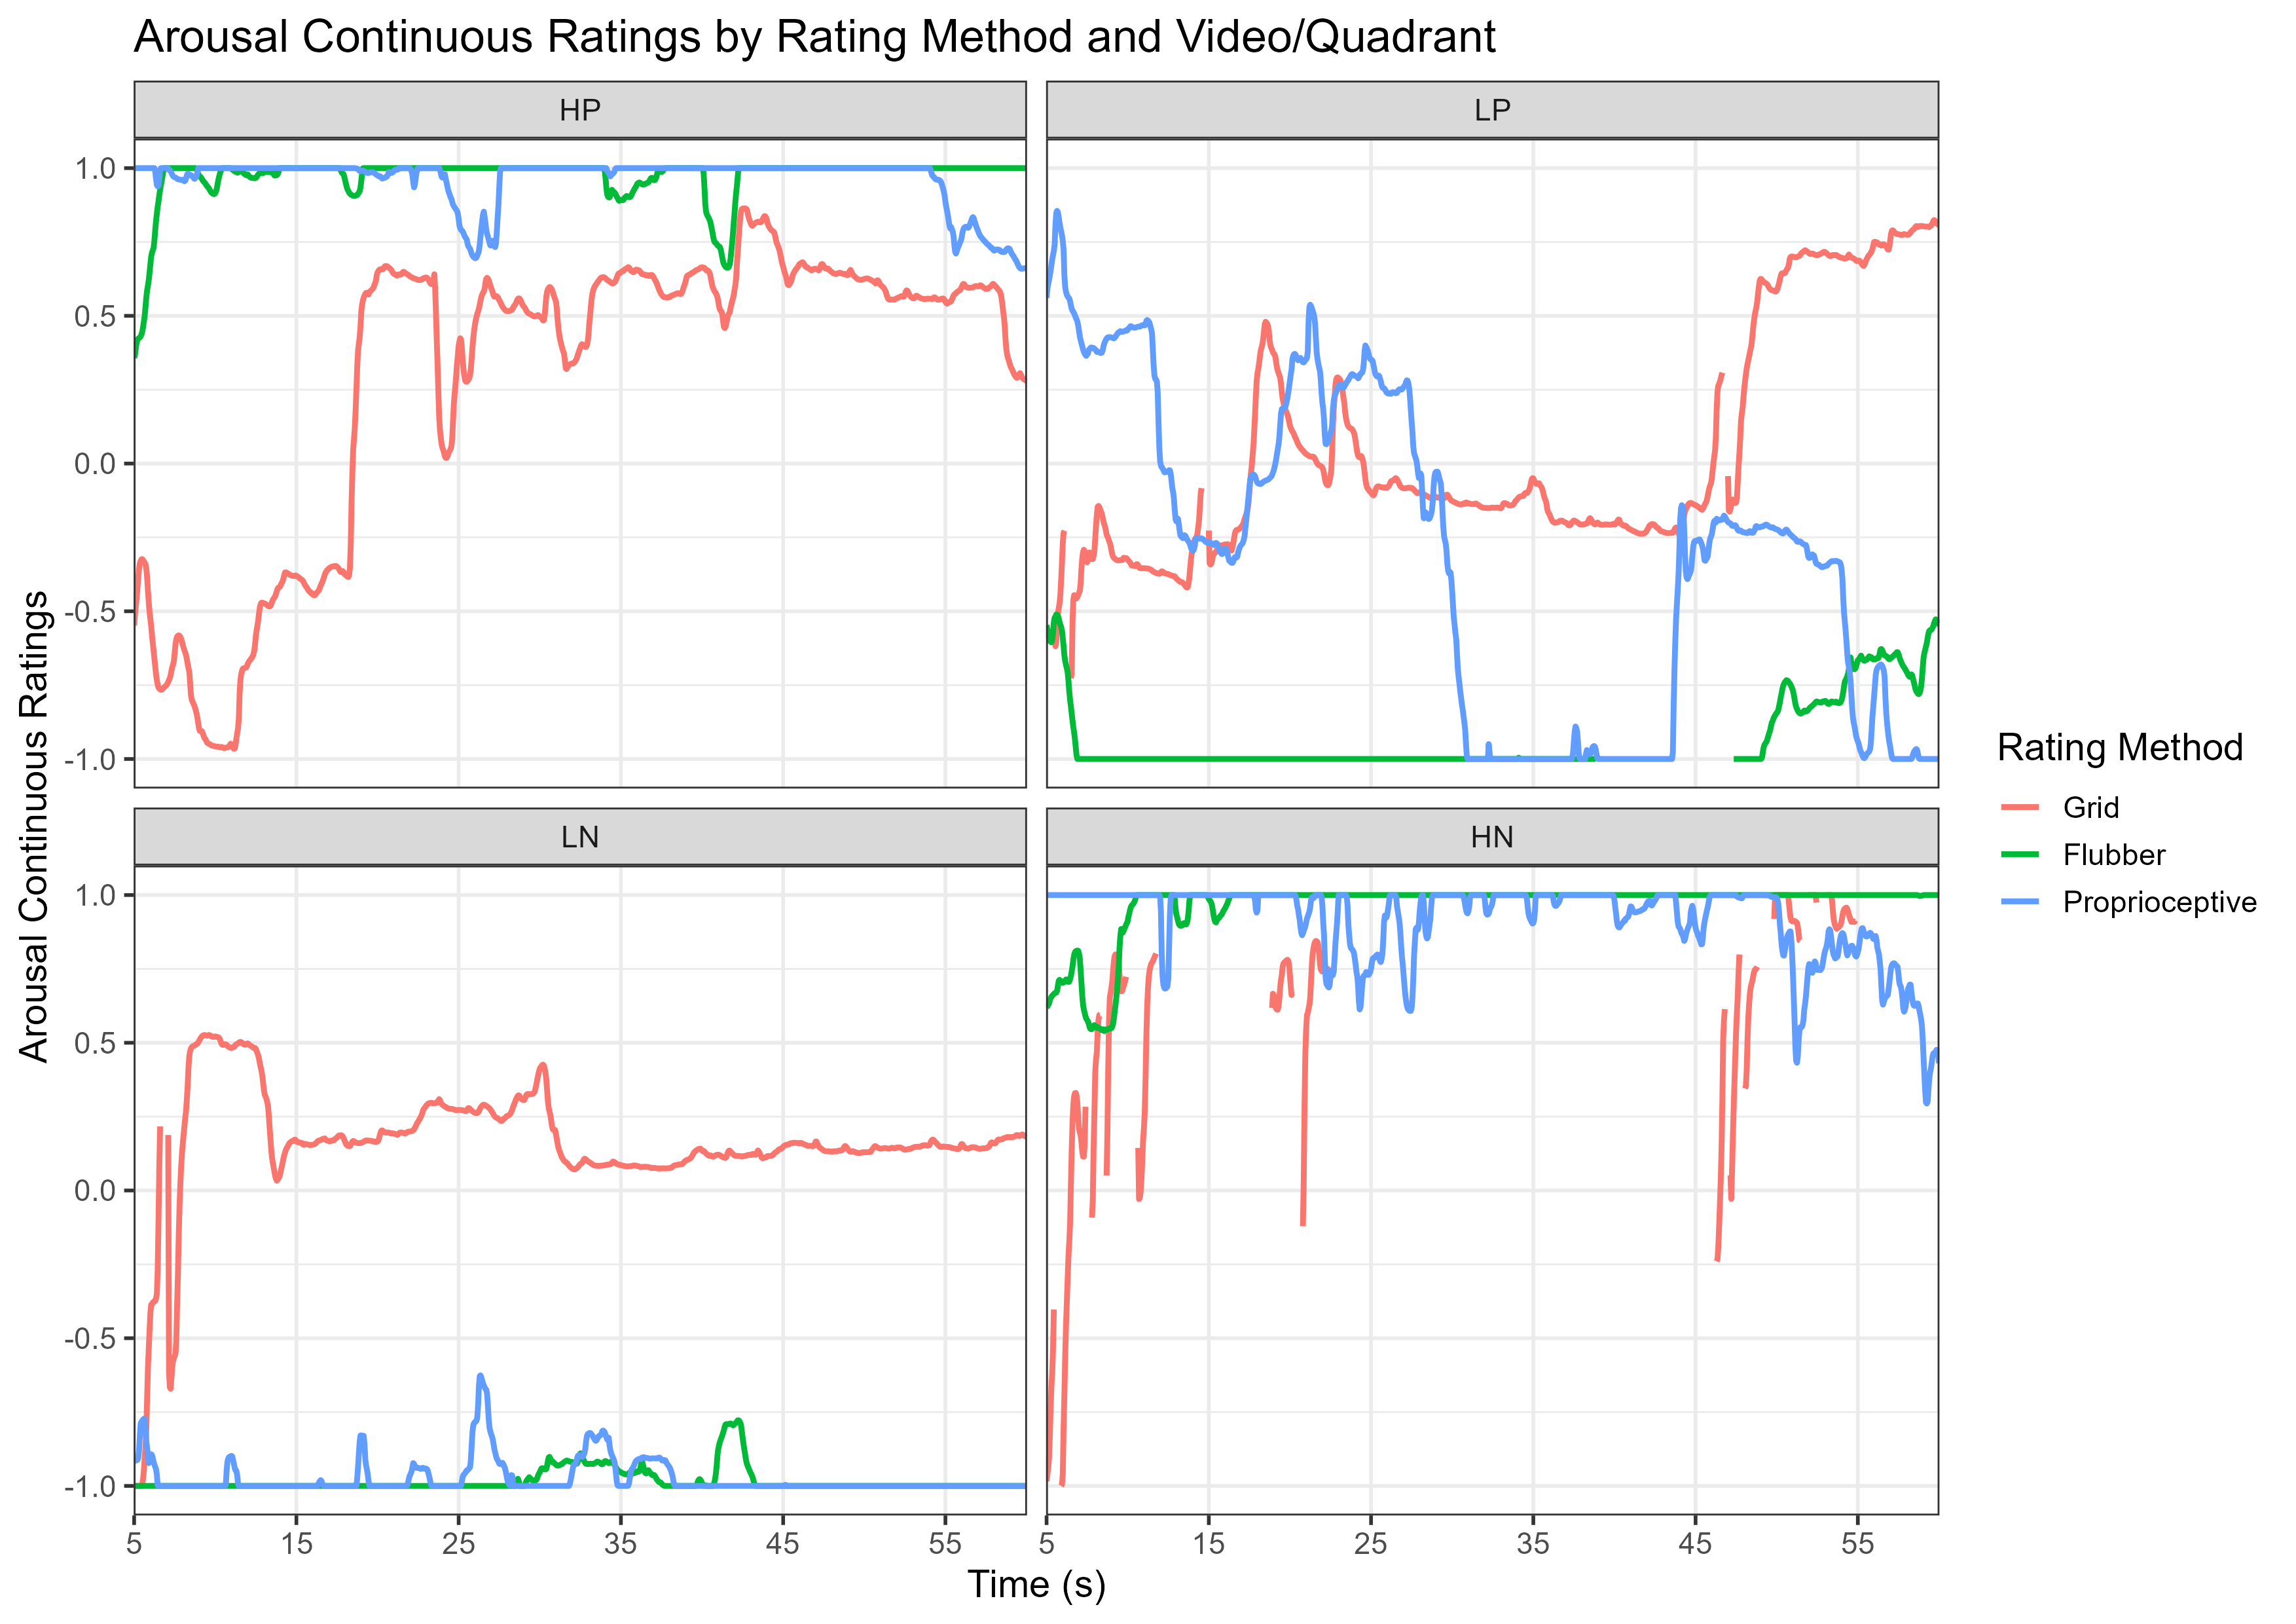 Arousal Continuous Ratings by Rating Method and Video/Quadrant
HP
LP
1.0
0.5
0.0
-0.5
-1.0
LN
HN
1.0
0.5
0.0
-0.5
-1.0
5 15 25 35 45 55
5 15 25 35 45 55
Time (s)
Arousal Continuous Ratings
Rating Method
Grid
Flubber
Proprioceptive